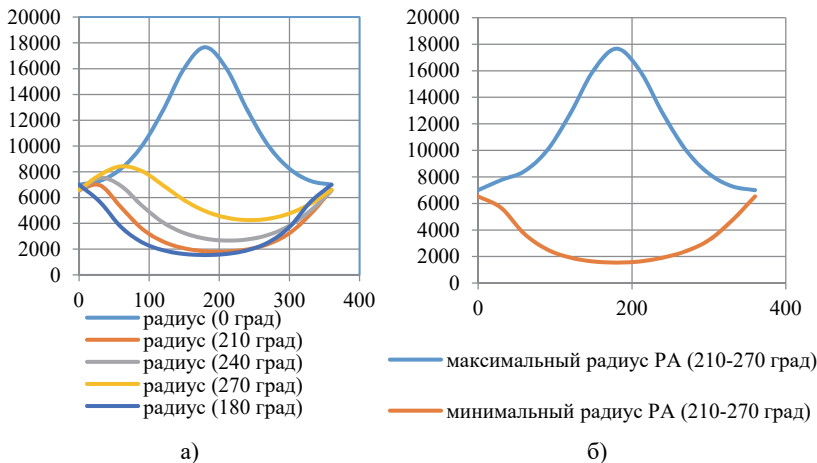 20000
18000
16000
14000
12000
10000
8000
6000
4000
2000
0
0 100 200 300 400
радиус (0 град)
радиус (210 град)
радиус (240 град)
радиус (270 град)
радиус (180 град)
а)
20000
18000
16000
14000
12000
10000
8000
6000
4000
2000
0
0 200 400
максимальный радиус РА (210-270 град)
минимальный радиус РА (210-270 град)
б)